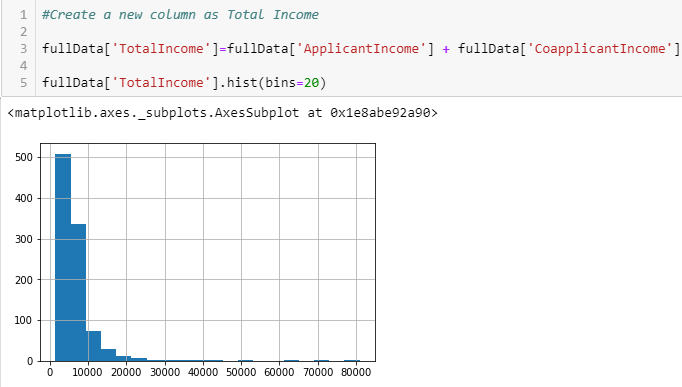 1 #Create a new column as Total Income
2
3 fullData['TotalIncome']=fullData['ApplicantIncome'] + fullData['CoapplicantIncome']
4
5 fullData['TotalIncome'].hist(bins=20)
<matplotlib.axes._subplots.AxesSubplot at 0x1e8abe92a90>
500
400
300
200
100
0
0 10000 20000 30000 40000 50000 60000 70000 80000